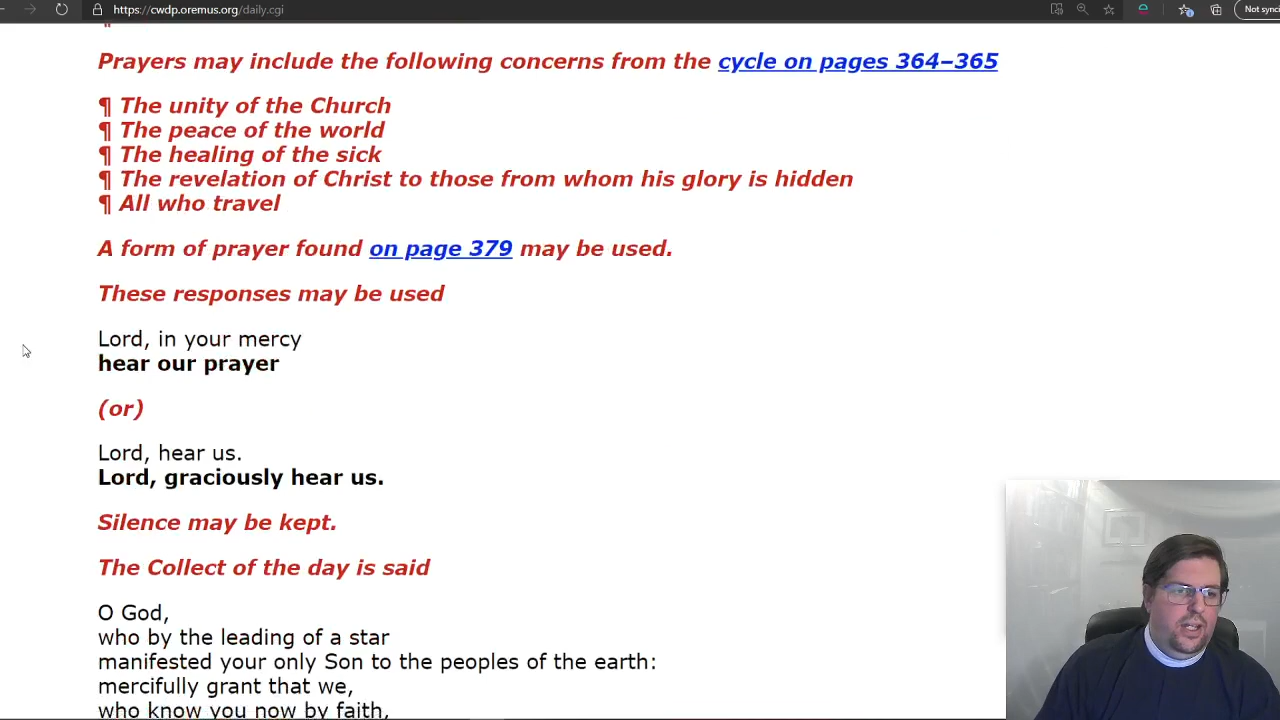 https://cwdp.oremus.org/daily.cgi
Not synci
Prayers may include the following concerns from the cycle on pages 364–365
¶ The unity of the Church
¶ The peace of the world
¶ The healing of the sick
¶ The revelation of Christ to those from whom his glory is hidden
¶ All who travel
A form of prayer found on page 379 may be used.
These responses may be used
Lord, in your mercy
hear our prayer
(or)
Lord, hear us.
Lord, graciously hear us.
Silence may be kept.
The Collect of the day is said
O God,
who by the leading of a star
manifested your only Son to the peoples of the earth:
mercifully grant that we,
who know you now by faith,